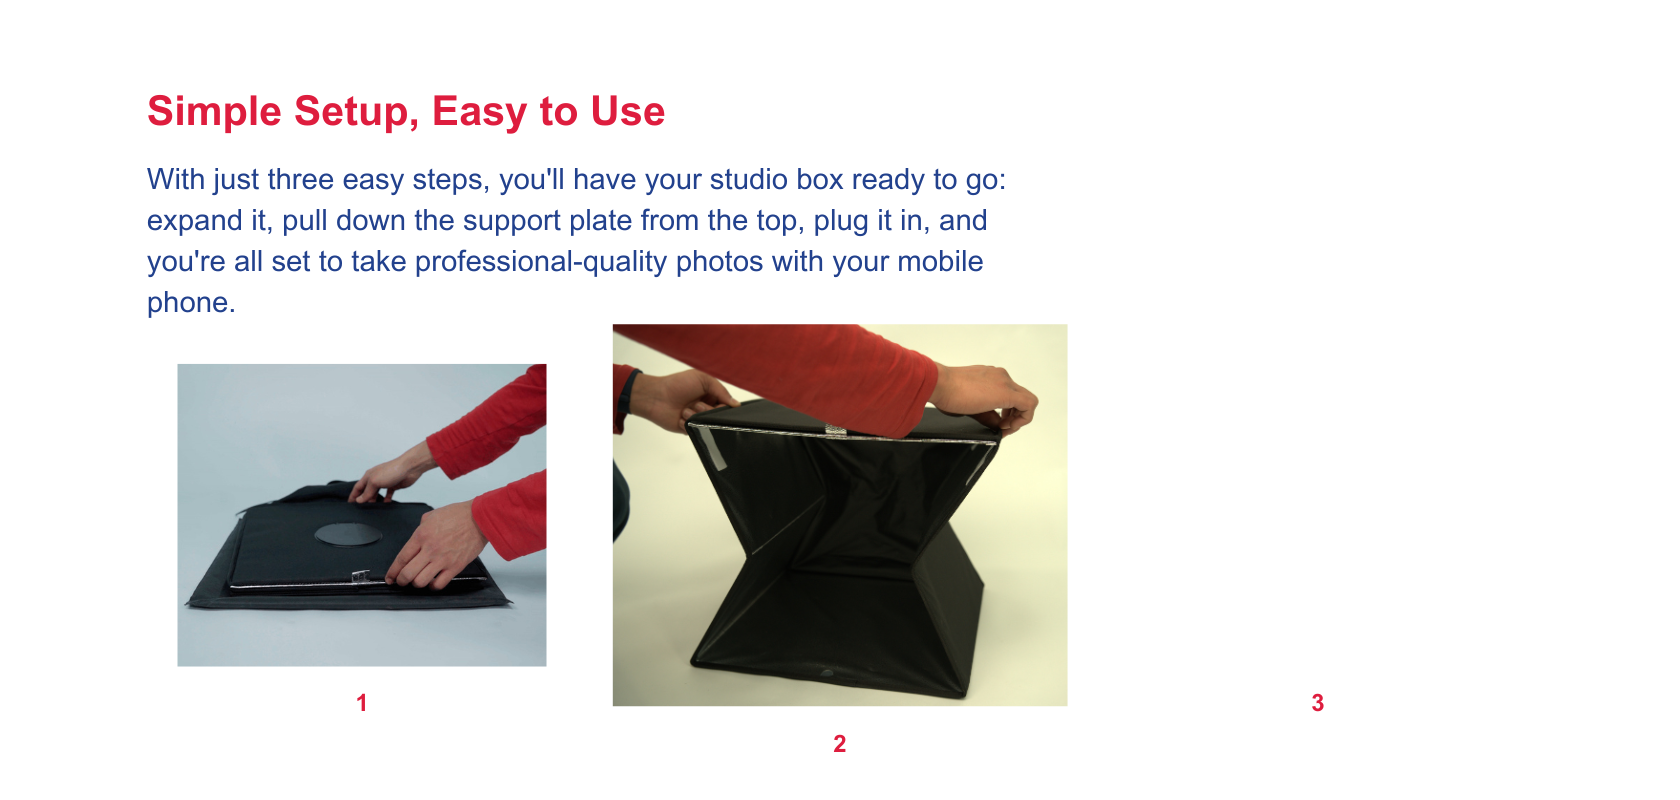 Simple Setup, Easy to Use
With just three easy steps, you'll have your studio box ready to go:
expand it, pull down the support plate from the top, plug it in, and
you're all set to take professional-quality photos with your mobile
phone.
1
2
3